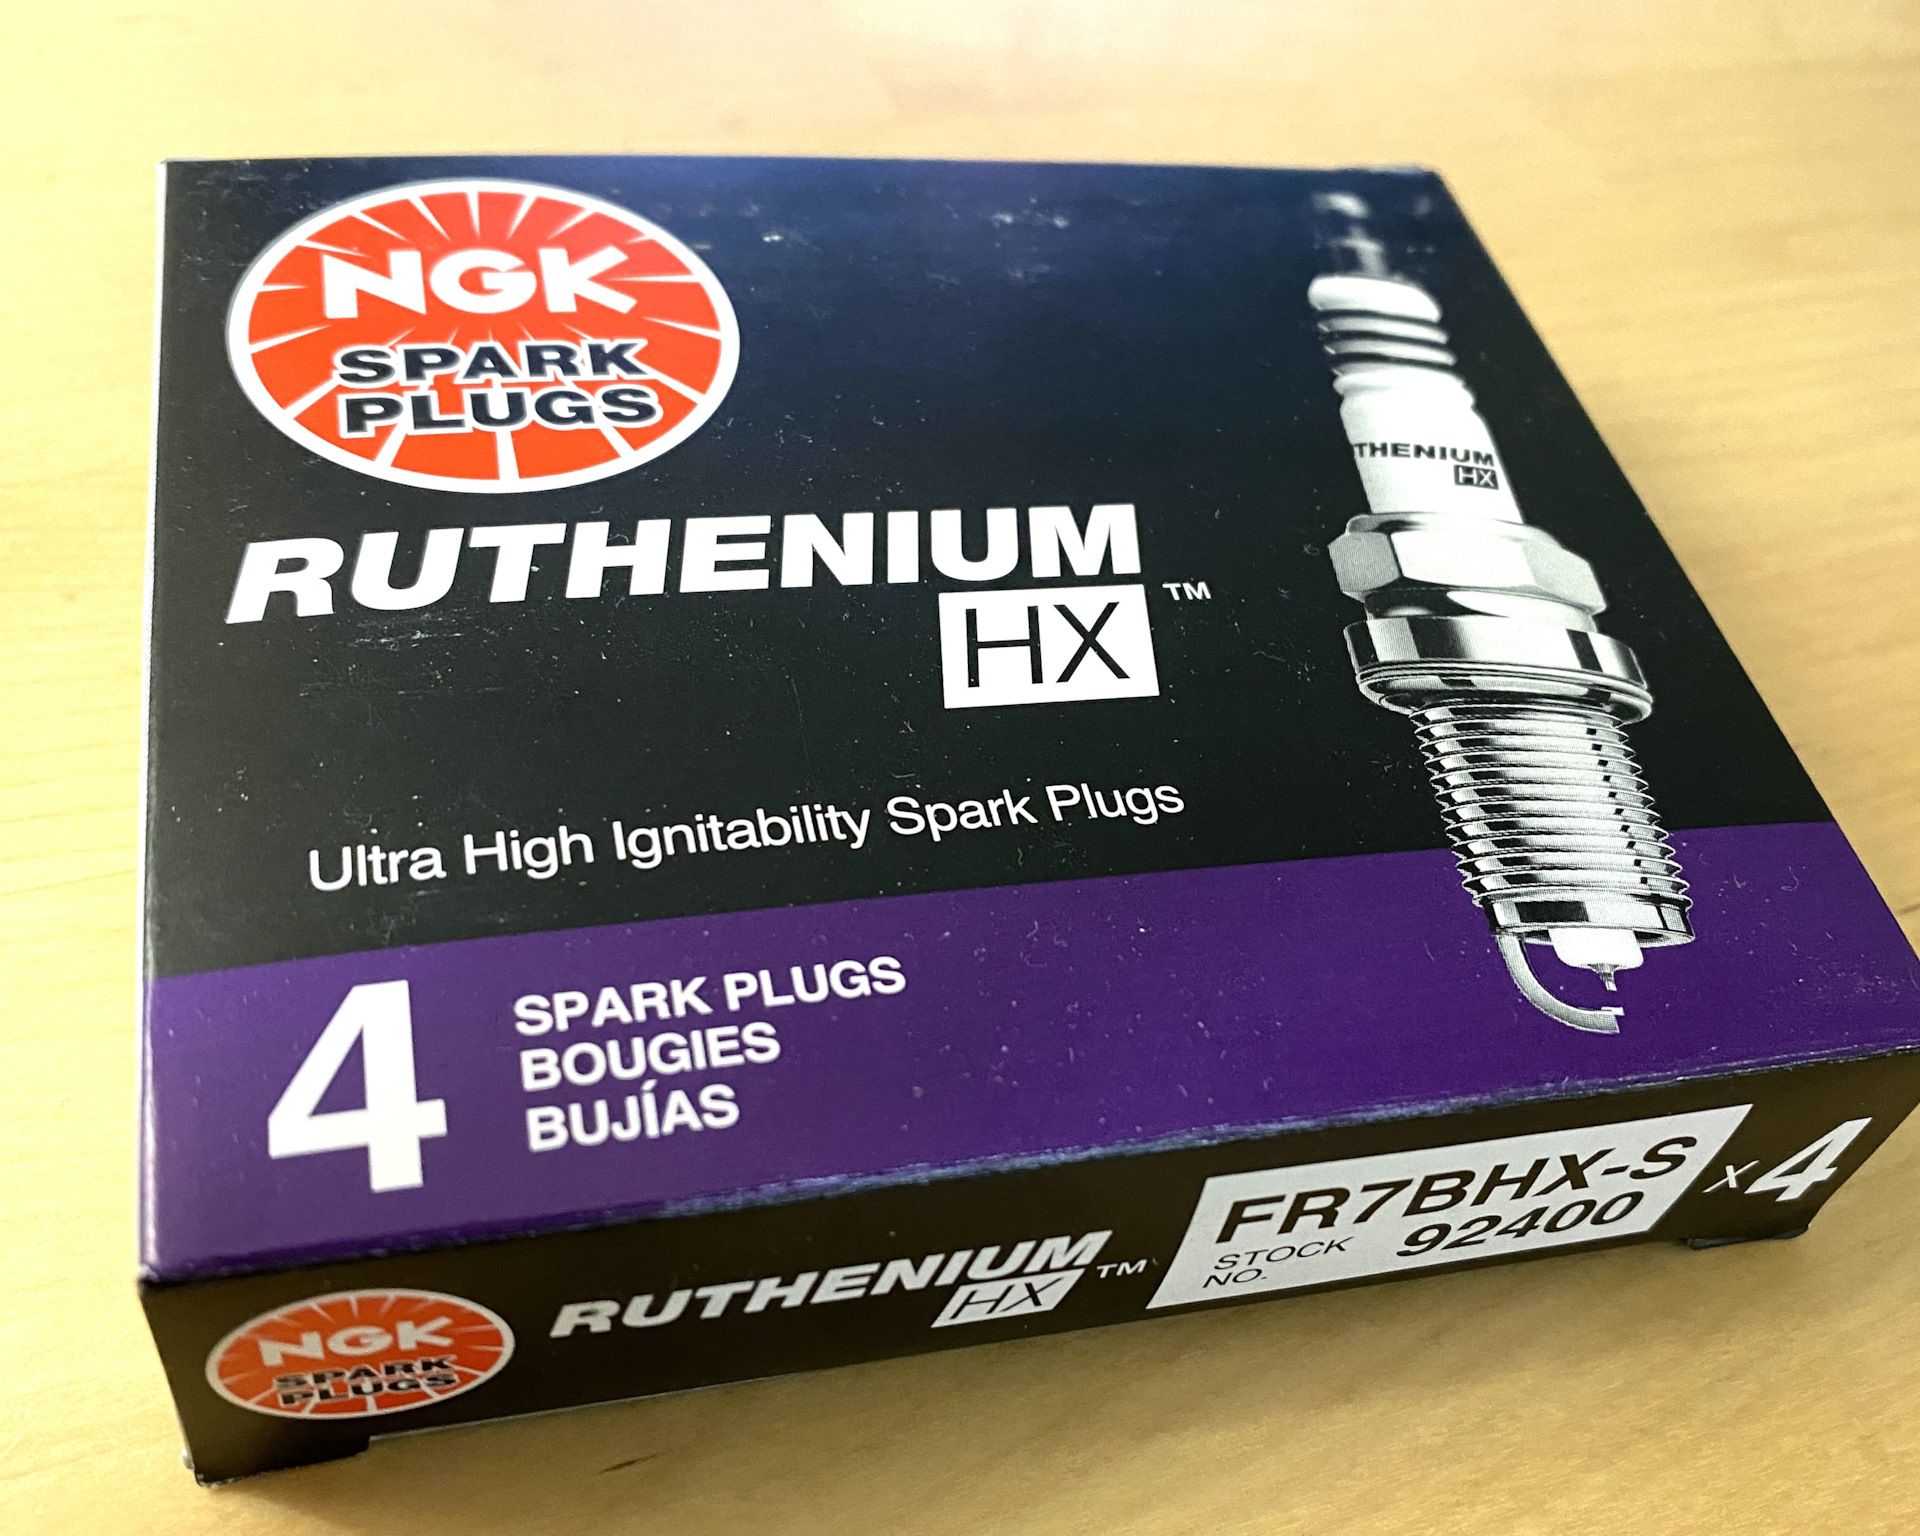 NGK
SPARK
PLUGS
RUTHENIUM
HX ™
THENIUM
HX
Ultra High Ignitability Spark Plugs
4
SPARK PLUGS
BOUGIES
BUJÍAS
NGK
SPARK
PLUGS
RUTHENIUM
HX ™
FR7BHX-S
STOCK NO. 92400
x4